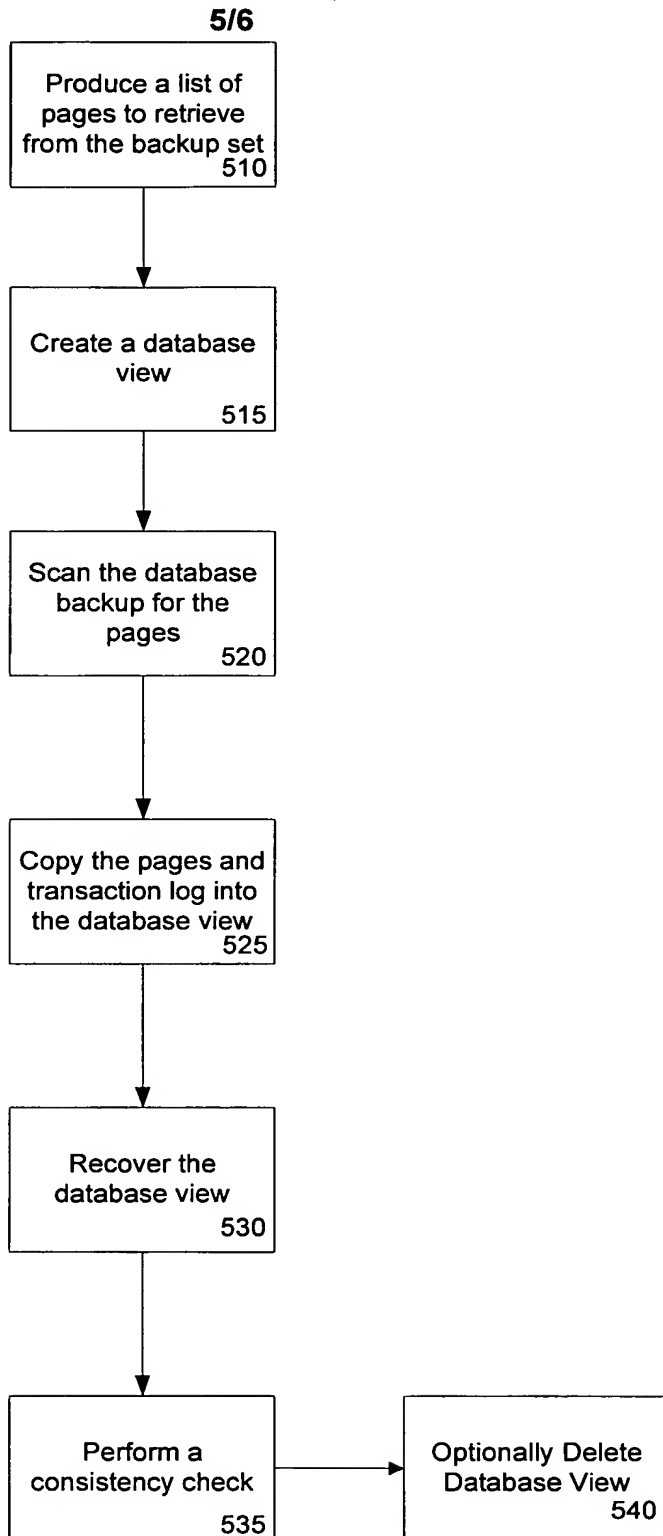 5/6
Produce a list of
pages to retrieve
from the backup set
510
Create a database
view
515
Scan the database
backup for the
pages
520
Copy the pages and
transaction log into
the database view
525
Recover the
database view
530
Perform a
consistency check
535
Optionally Delete
Database View
540